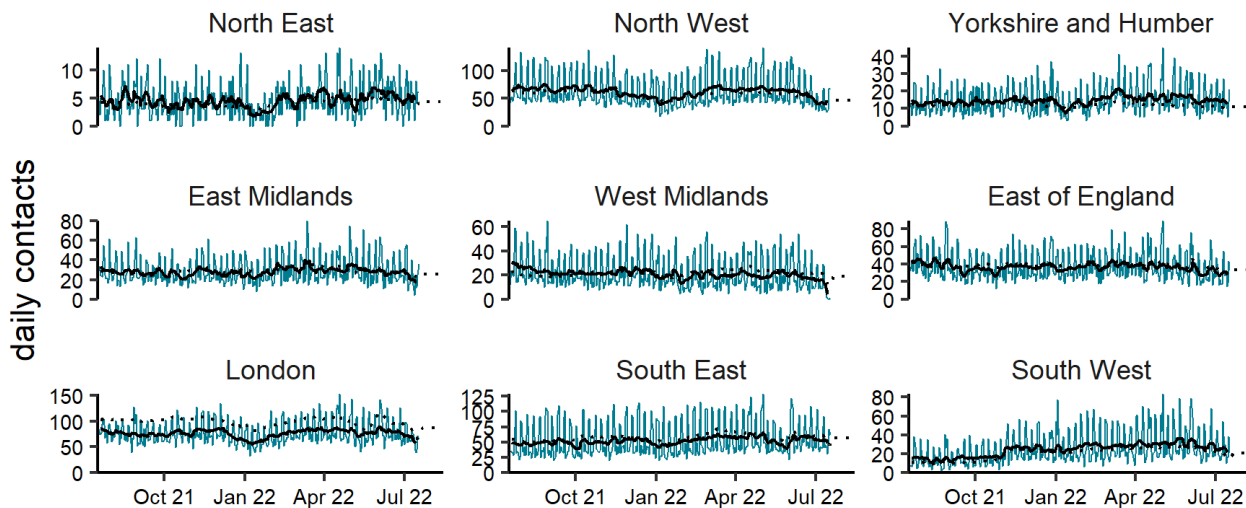 North East North West Yorkshire and Humber
10 100 40
5 50 30
0 0 20
10
0
daily contacts
East Midlands West Midlands East of England
80 60 80
60 40 60
40 20 40
20 0 20
0 0
London South East South West
150 125 80
100 100 60
50 75 40
0 50 20
25 0
0
Oct 21 Jan 22 Apr 22 Jul 22 Oct 21 Jan 22 Apr 22 Jul 22 Oct 21 Jan 22 Apr 22 Jul 22